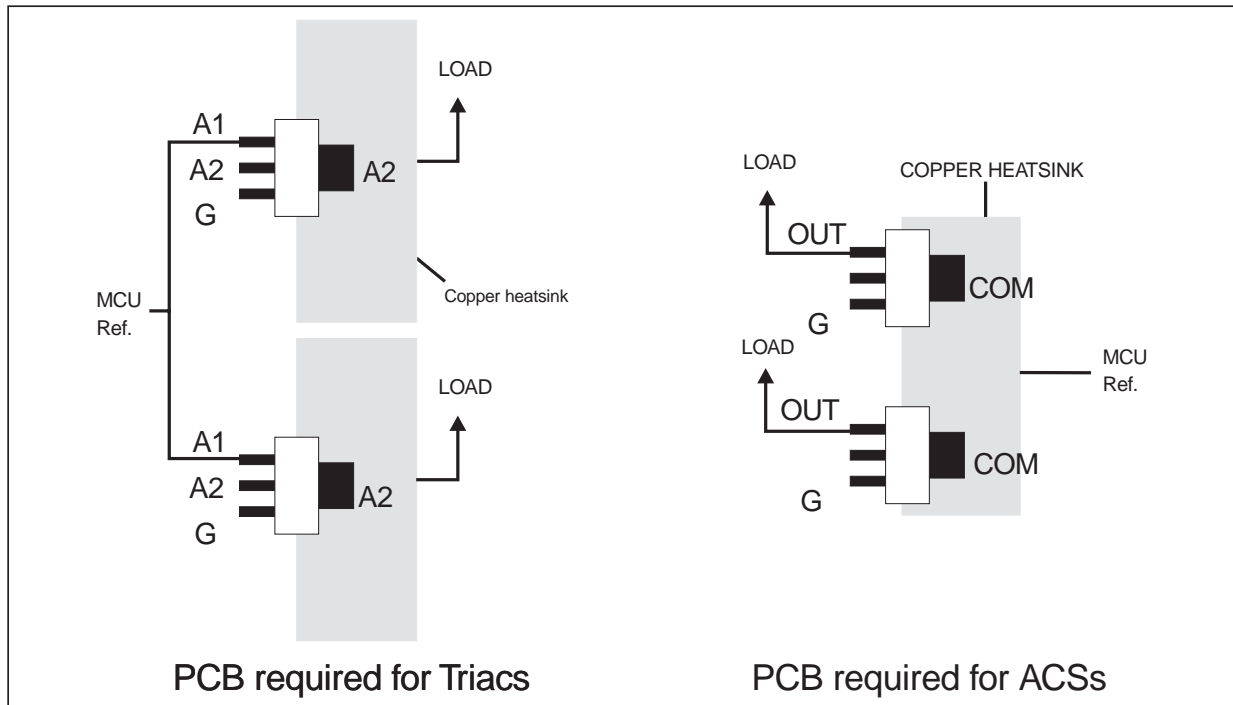 LOAD
A1
A2
A2
G
Copper heatsink
MCU
Ref.
LOAD
A1
A2
A2
G
PCB required for Triacs
LOAD
COPPER HEATSINK
OUT
COM
G
LOAD
MCU
Ref.
OUT
COM
G
PCB required for ACSs